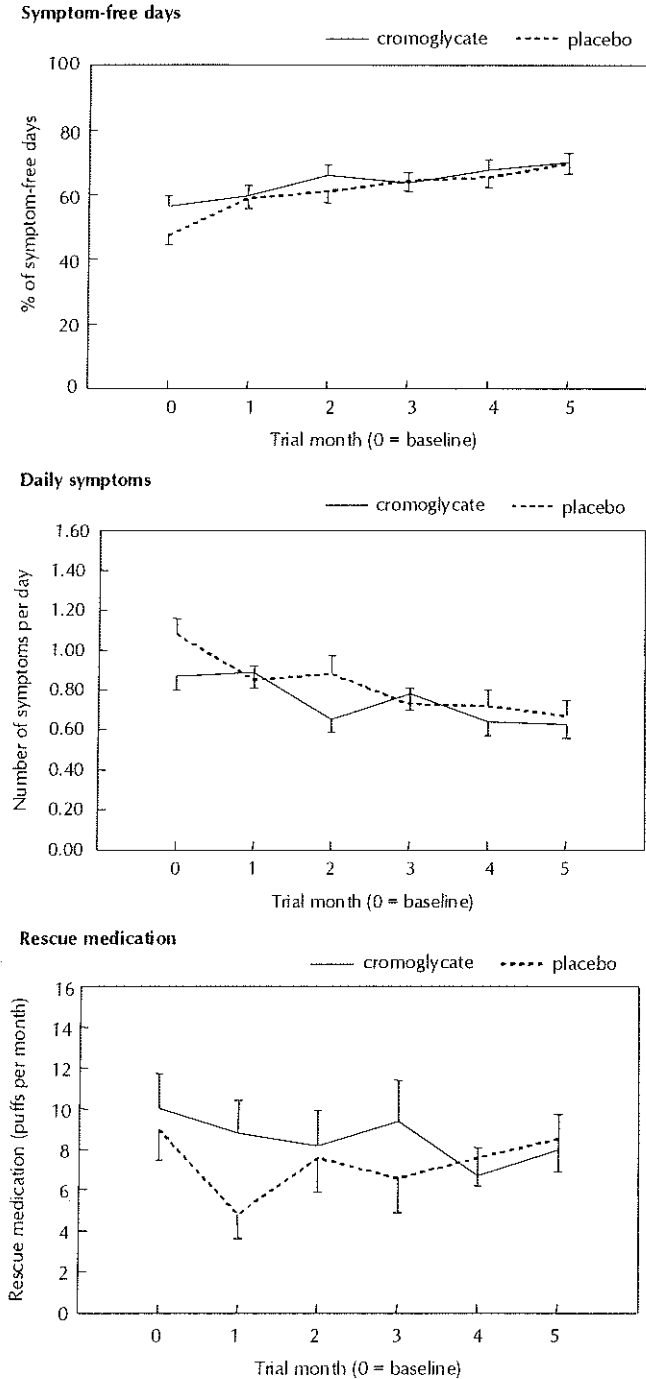 Symptom-free days
cromoglycate placebo
100
80
60
40
20
0
% of symptom-free days
0 1 2 3 4 5
Trial month (0 = baseline)
Daily symptoms
cromoglycate placebo
1.60
1.40
1.20
1.00
0.80
0.60
0.40
0.20
0.00
Number of symptoms per day
0 1 2 3 4 5
Trial month (0 = baseline)
Rescue medication
cromoglycate placebo
16
14
12
10
8
6
4
2
0
Rescue medication (puffs per month)
0 1 2 3 4 5
Trial month (0 = baseline)